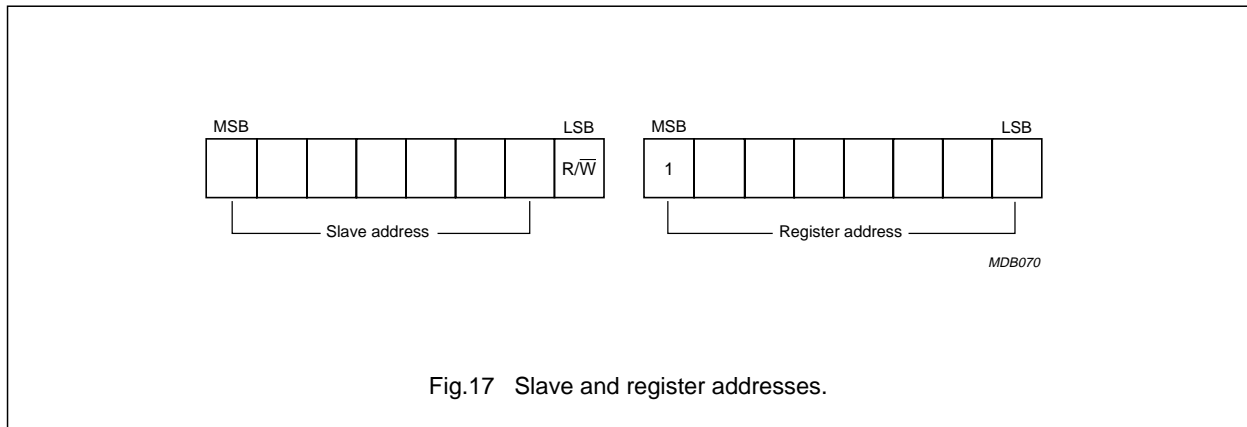 MSB LSB MSB LSB
R/W̅ 1
Slave address Register address
MDB070
Fig.17 Slave and register addresses.